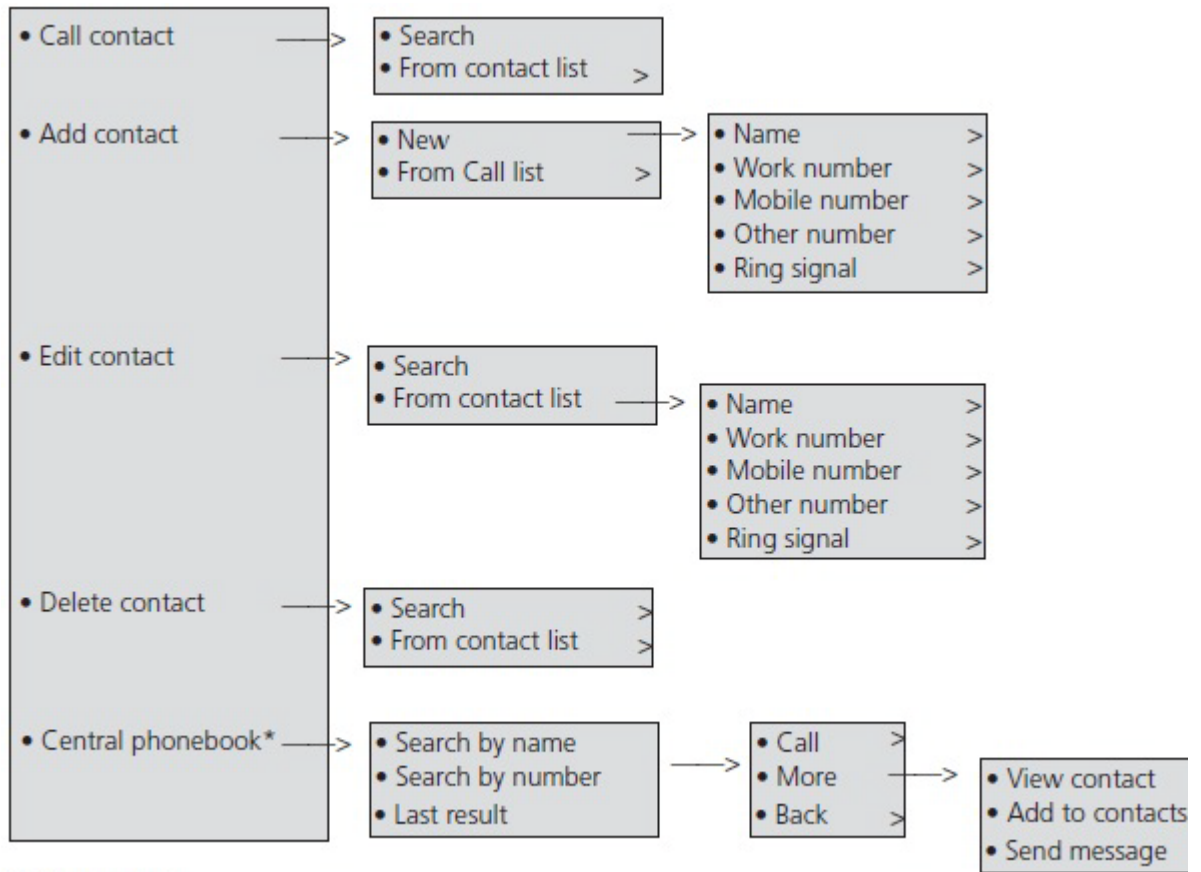 • Call contact >
• Search
• From contact list >
• Add contact >
• New >
• From Call list >
• Name >
• Work number >
• Mobile number >
• Other number >
• Ring signal >
• Edit contact >
• Search
• From contact list >
• Name >
• Work number >
• Mobile number >
• Other number >
• Ring signal >
• Delete contact >
• Search >
• From contact list >
• Central phonebook* >
• Search by name
• Search by number >
• Last result
• Call >
• More >
• Back >
• View contact
• Add to contacts
• Send message